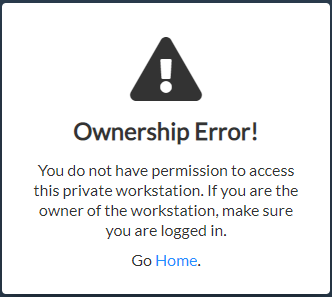 Ownership Error!
You do not have permission to access
this private workstation. If you are the
owner of the workstation, make sure
you are logged in.
Go Home.